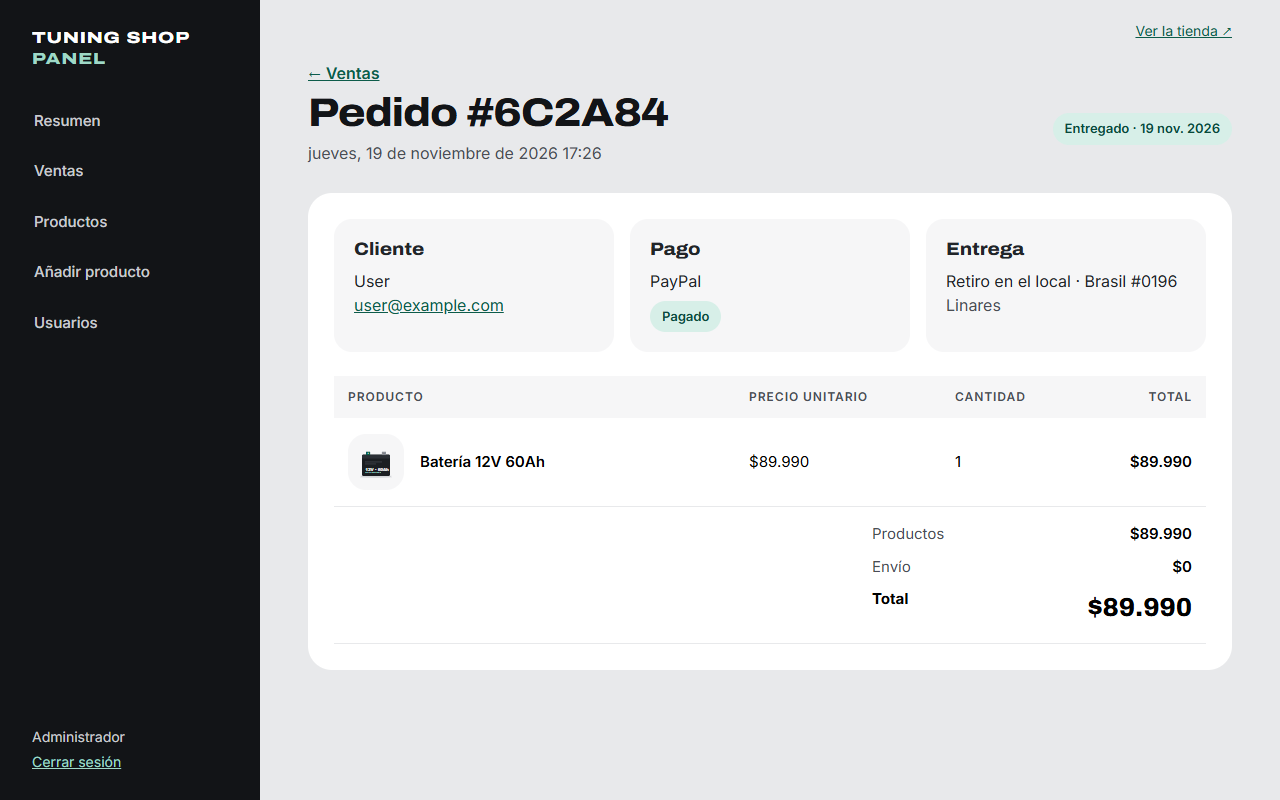 TUNING SHOP
PANEL
Resumen
Ventas
Productos
Añadir producto
Usuarios
Administrador
Cerrar sesión
Ver la tienda ↗
← Ventas
Pedido #6C2A84
jueves, 19 de noviembre de 2026 17:26
Entregado · 19 nov. 2026
Cliente
User
user@example.com
Pago
PayPal
Pagado
Entrega
Retiro en el local · Brasil #0196
Linares
PRODUCTO PRECIO UNITARIO CANTIDAD TOTAL
Batería 12V 60Ah $89.990 1 $89.990
Productos $89.990
Envío $0
Total $89.990